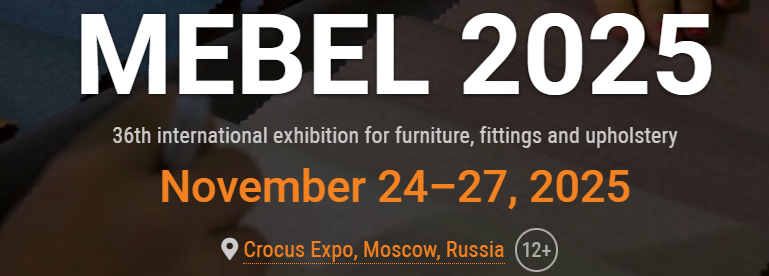 MEBEL 2025
36th international exhibition for furniture, fittings and upholstery
November 24–27, 2025
Crocus Expo, Moscow, Russia 12+